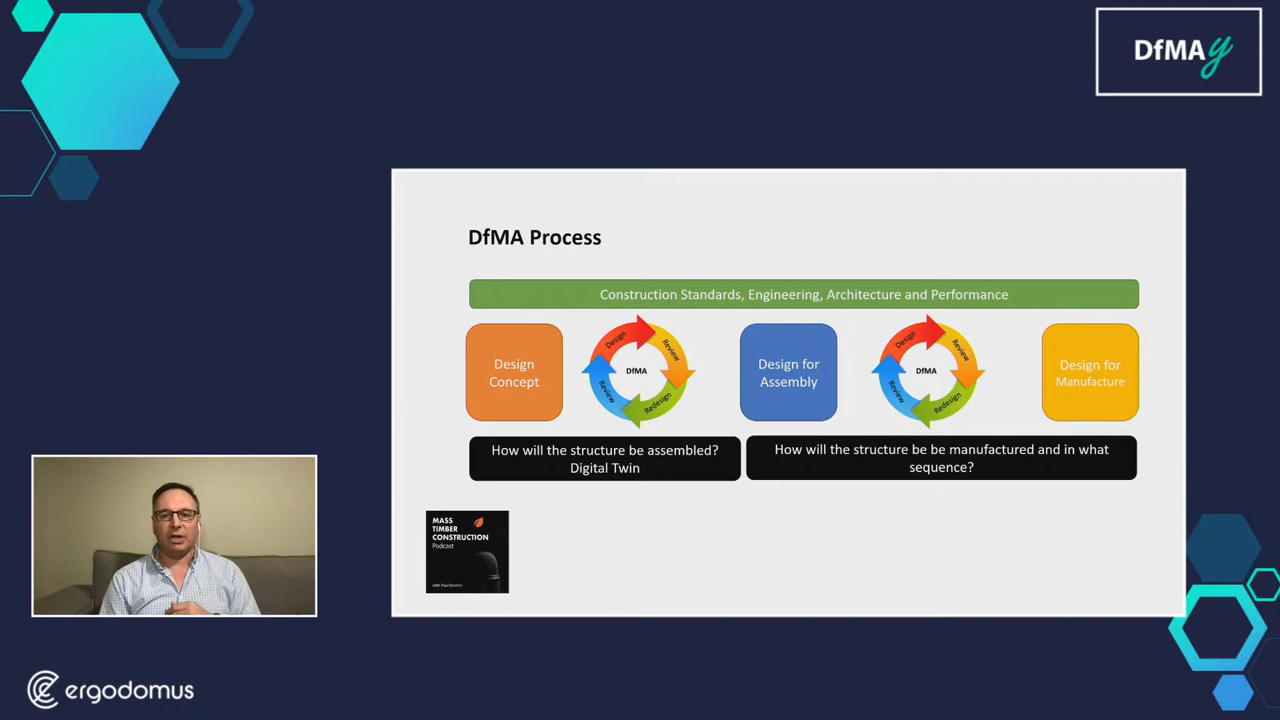 DfMAy
DfMA Process
Construction Standards, Engineering, Architecture and Performance
Design
Concept
Design
Review
Redesign
Review
DfMA
Design for
Assembly
Design
Review
Redesign
Review
DfMA
Design for
Manufacture
How will the structure be assembled?
Digital Twin
How will the structure be be manufactured and in what
sequence?
MASS
TIMBER
CONSTRUCTION
Podcast
ergodomus